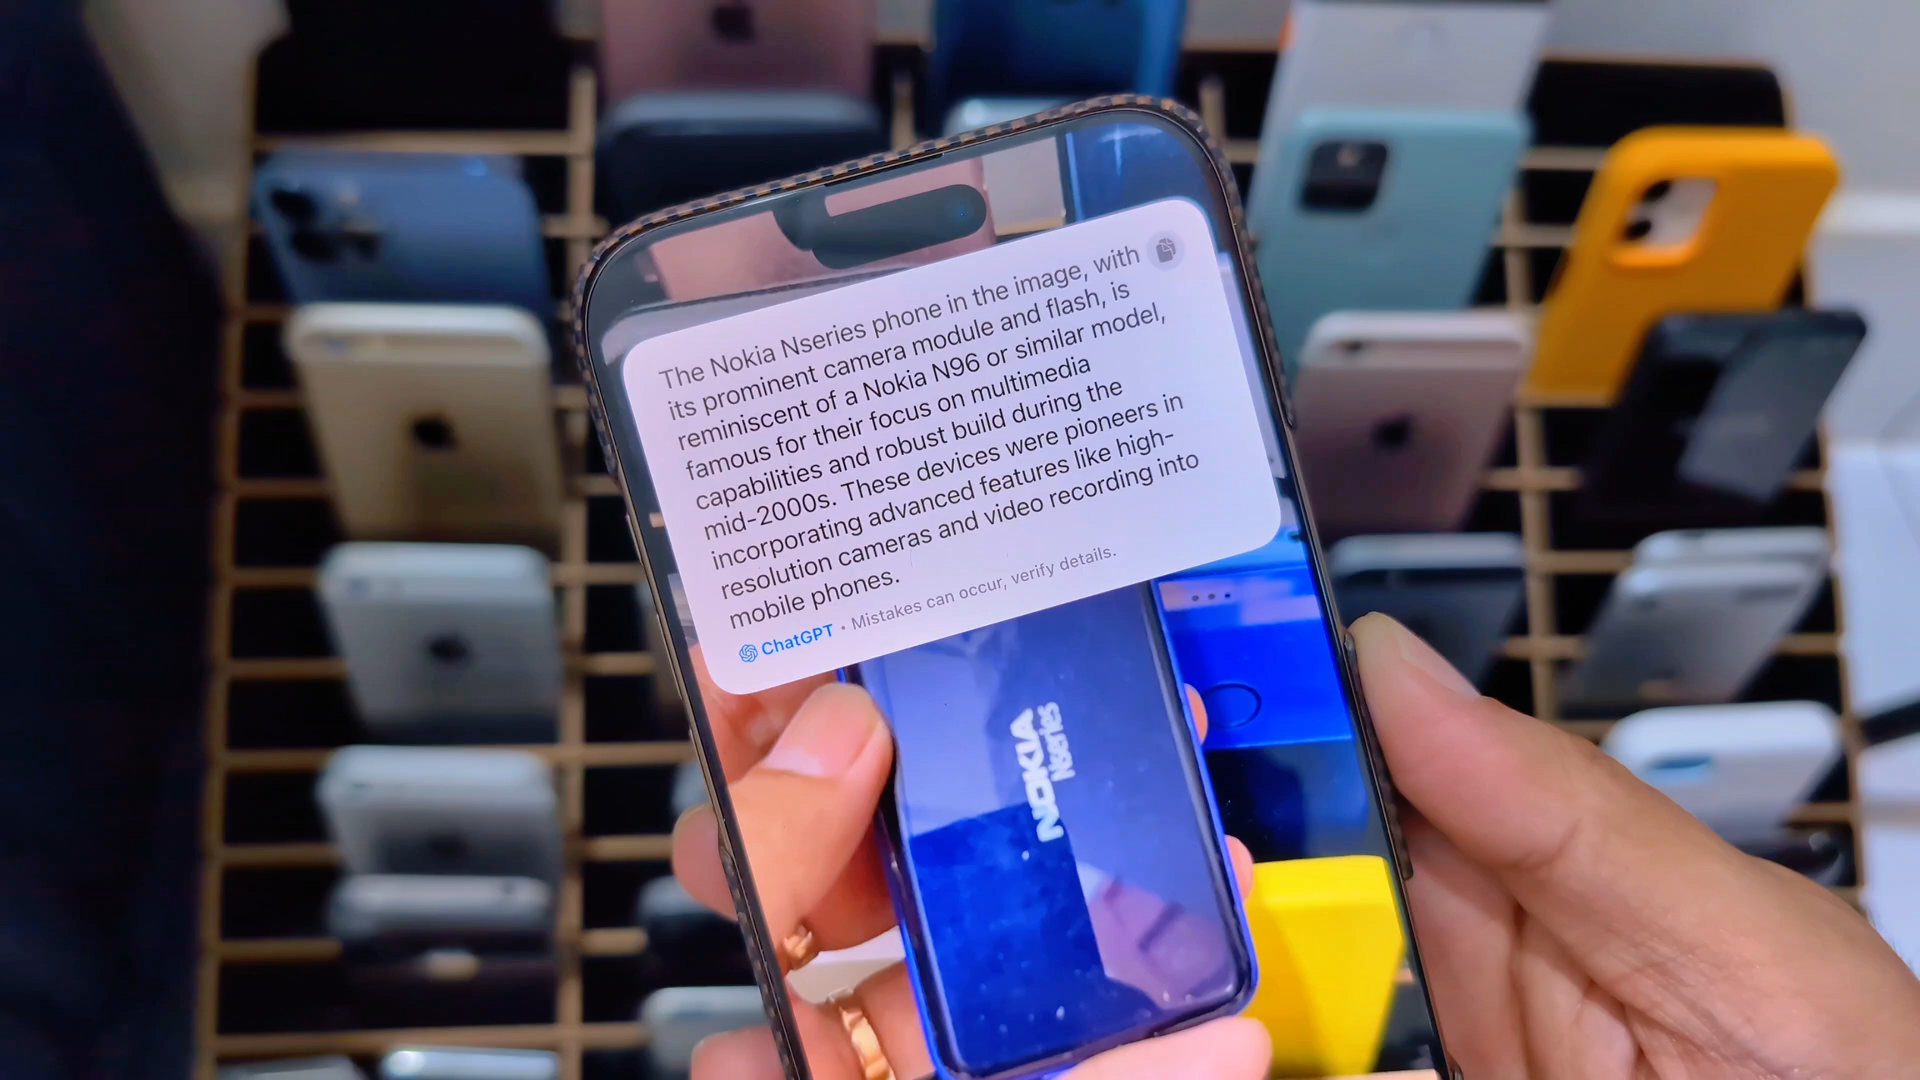 The Nokia Nseries phone in the image, with
its prominent camera module and flash, is
reminiscent of a Nokia N96 or similar model,
famous for their focus on multimedia
capabilities and robust build during the
mid-2000s. These devices were pioneers in
incorporating advanced features like high-
resolution cameras and video recording into
mobile phones.
ChatGPT • Mistakes can occur, verify details.
NOKIA
Nseries